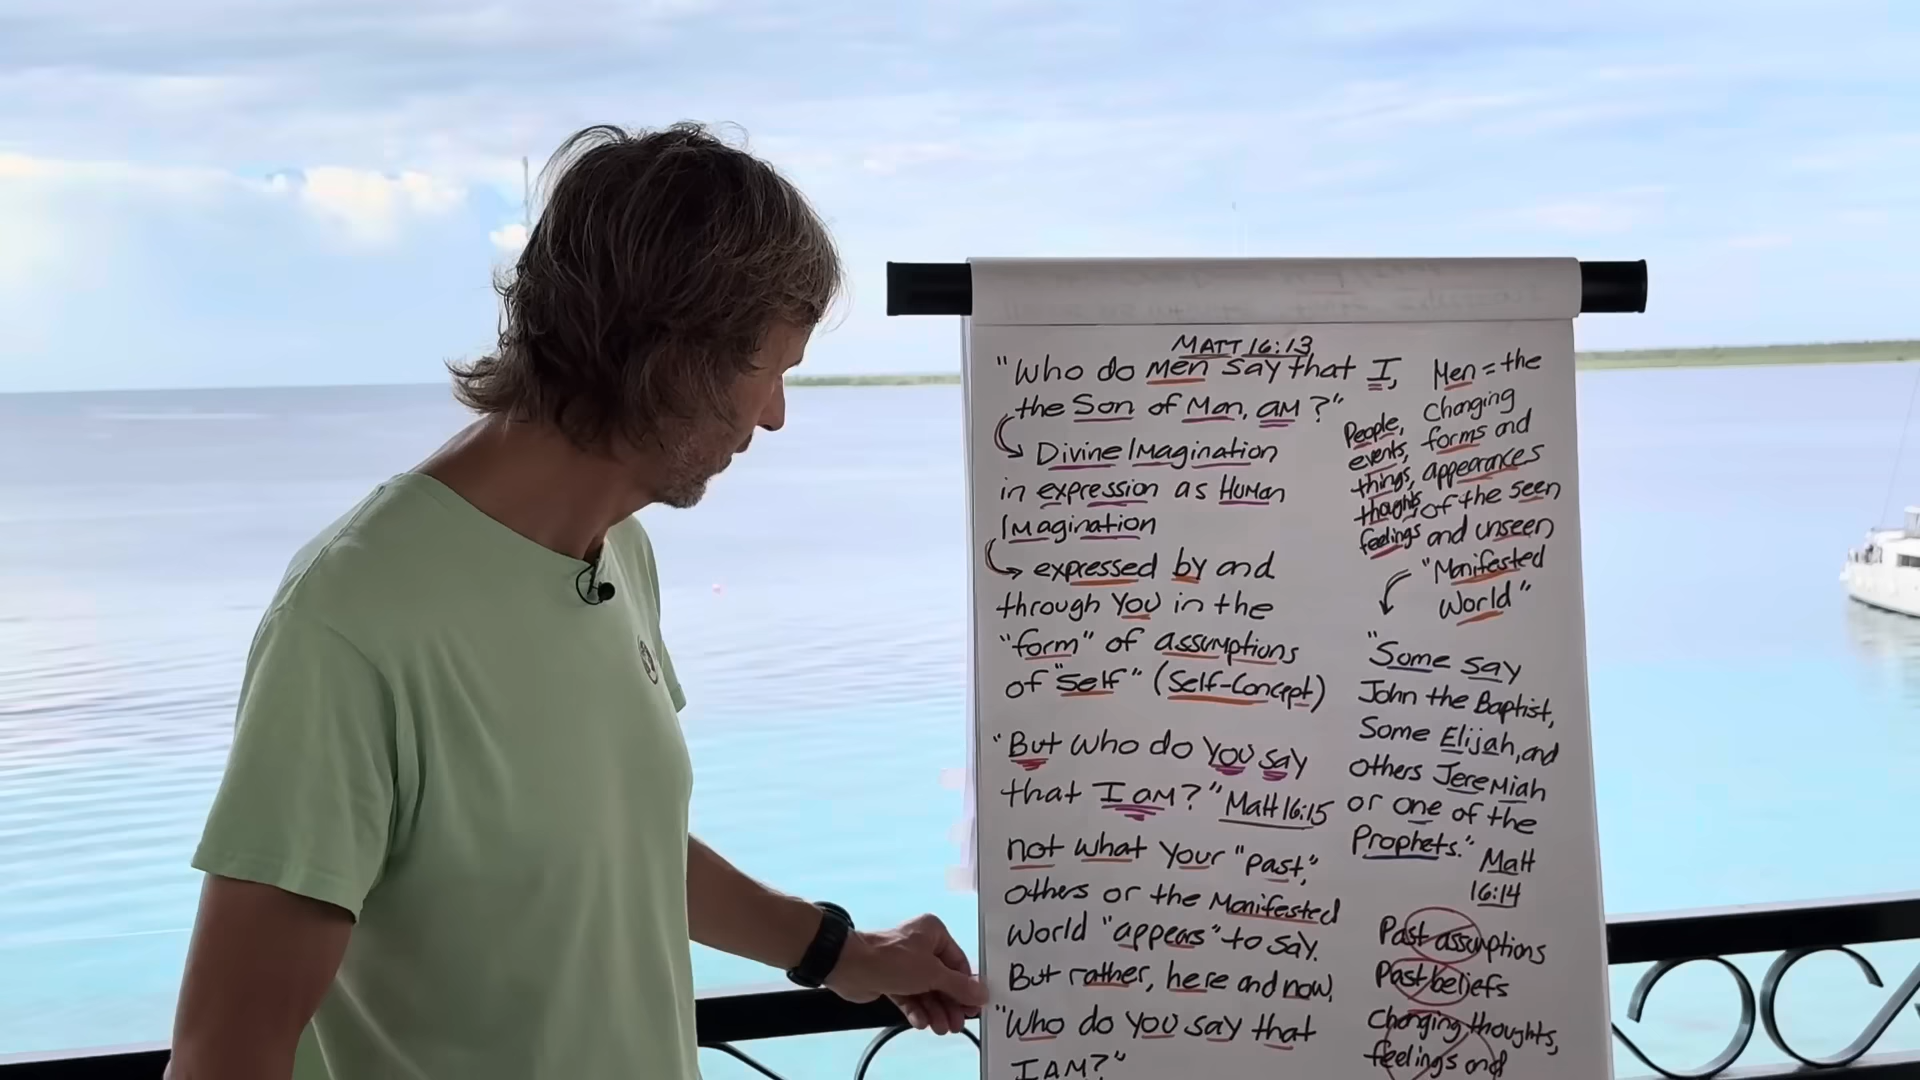 MATT 16:13
"Who do men say that I,
the Son of Man, am?"
Divine Imagination
in expression as Human
Imagination
expressed by and
through you in the
"form" of assumptions
of "self" (Self-Concept)
"But who do you say
that I am?" Matt 16:15
not what your "past,"
others or the Manifested
World "appears" to say.
But rather, here and now,
"Who do you say that
I AM?"
Men = the
changing
forms and
appearances
of the seen
and unseen
"Manifested
World"
People,
events,
things,
thoughts,
feelings
"Some say
John the Baptist,
Some Elijah, and
others Jeremiah
or one of the
Prophets."
Matt
16:14
Past assumptions
Past beliefs
Changing thoughts,
feelings and